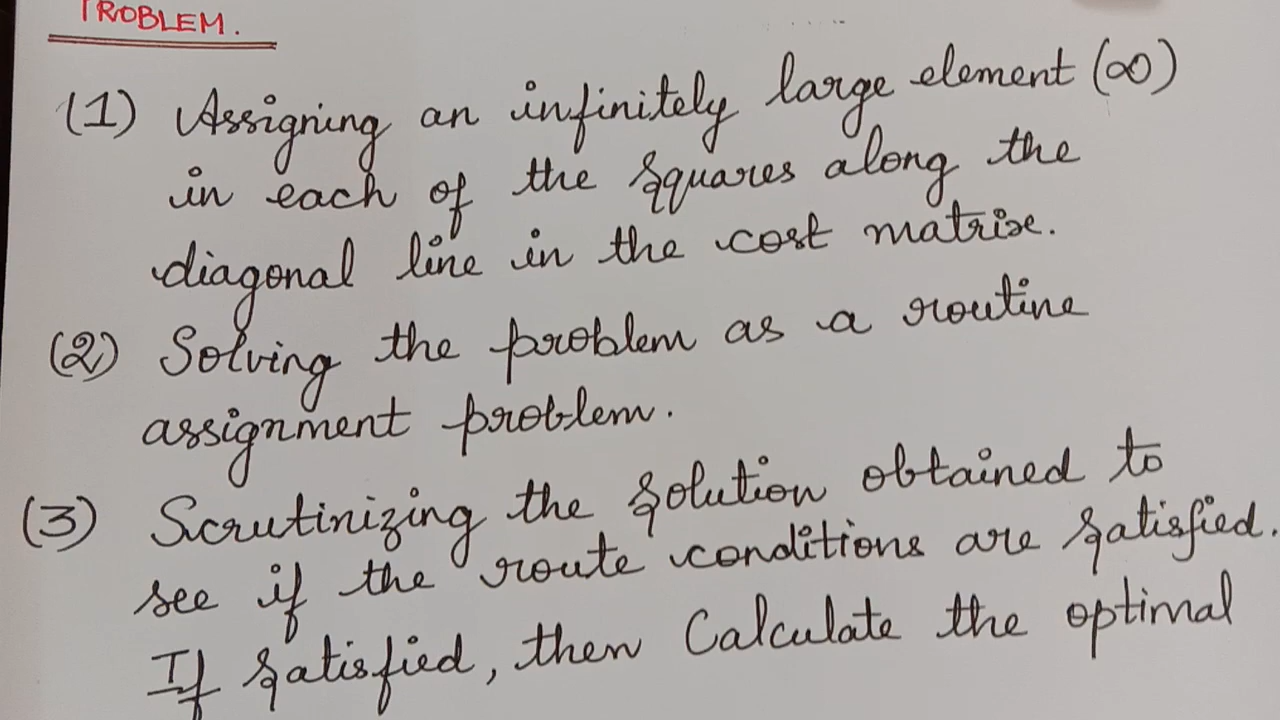 PROBLEM.
(1) Assigning an infinitely large element (∞)
in each of the squares along the
diagonal line in the cost matrix.
(2) Solving the problem as a routine
assignment problem.
(3) Scrutinizing the solution obtained to
see if the route conditions are satisfied.
If satisfied, then Calculate the optimal